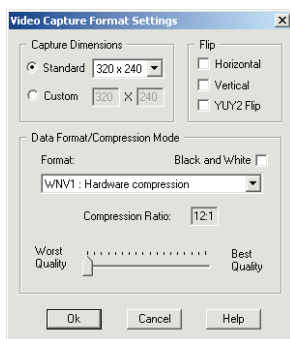 Video Capture Format Settings
Capture Dimensions
Standard 320 x 240
Custom 320 X 240
Flip
Horizontal
Vertical
YUY2 Flip
Data Format/Compression Mode
Format: Black and White
WNV1 : Hardware compression
Compression Ratio: 12:1
Worst Quality
Best Quality
Ok Cancel Help